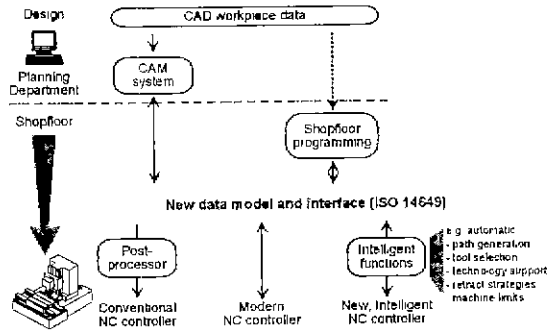 Design
CAD workpiece data
Planning
Department
CAM
system
Shopfloor
Shopfloor
programming
New data model and interface (ISO 14649)
Post-
processor
Intelligent
functions
e.g. automatic
- path generation
- tool selection
- technology support
- retract strategies
machine limits
Conventional
NC controller
Modern
NC controller
New, Intelligent
NC controller